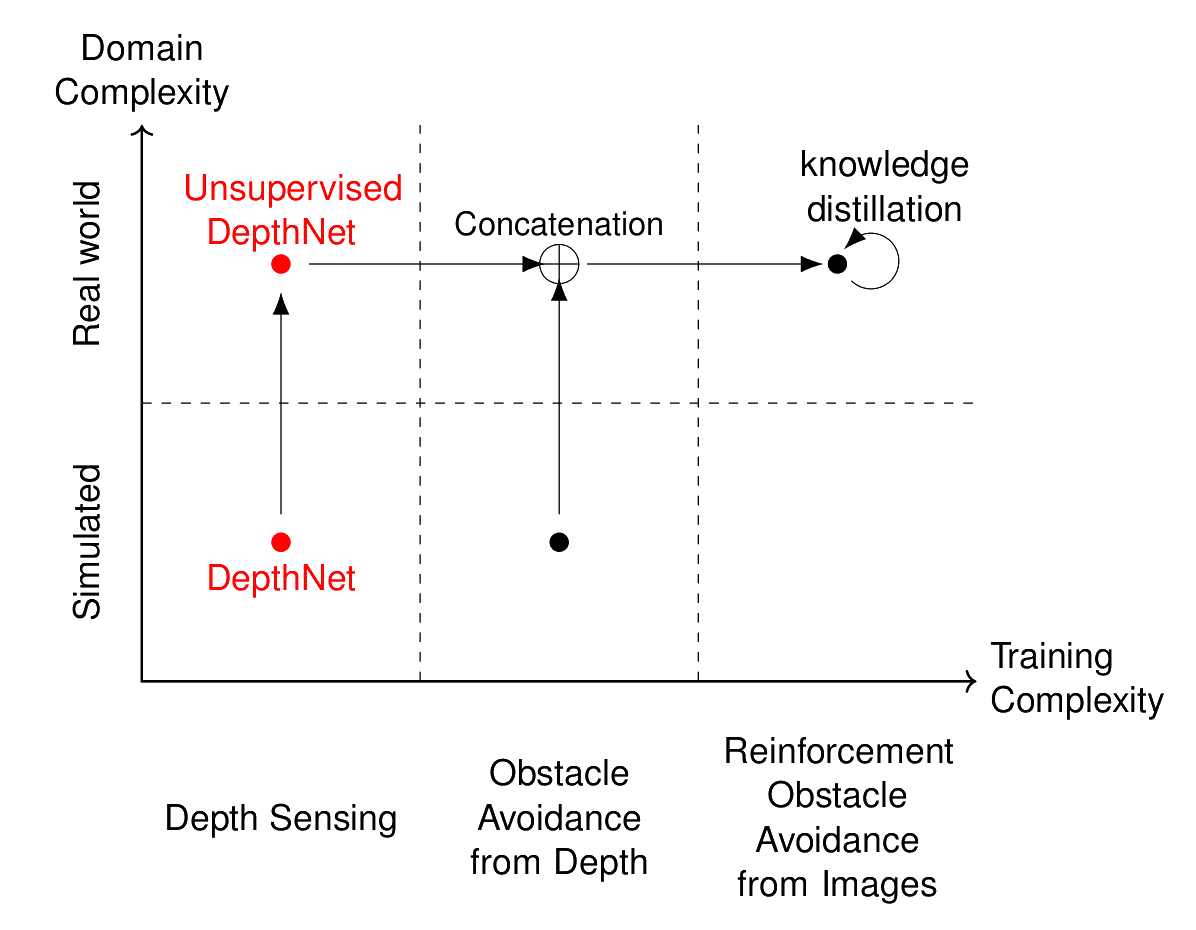 Domain
Complexity
Real world
Simulated
Unsupervised
DepthNet
Concatenation
knowledge
distillation
DepthNet
Training
Complexity
Depth Sensing
Obstacle
Avoidance
from Depth
Reinforcement
Obstacle
Avoidance
from Images